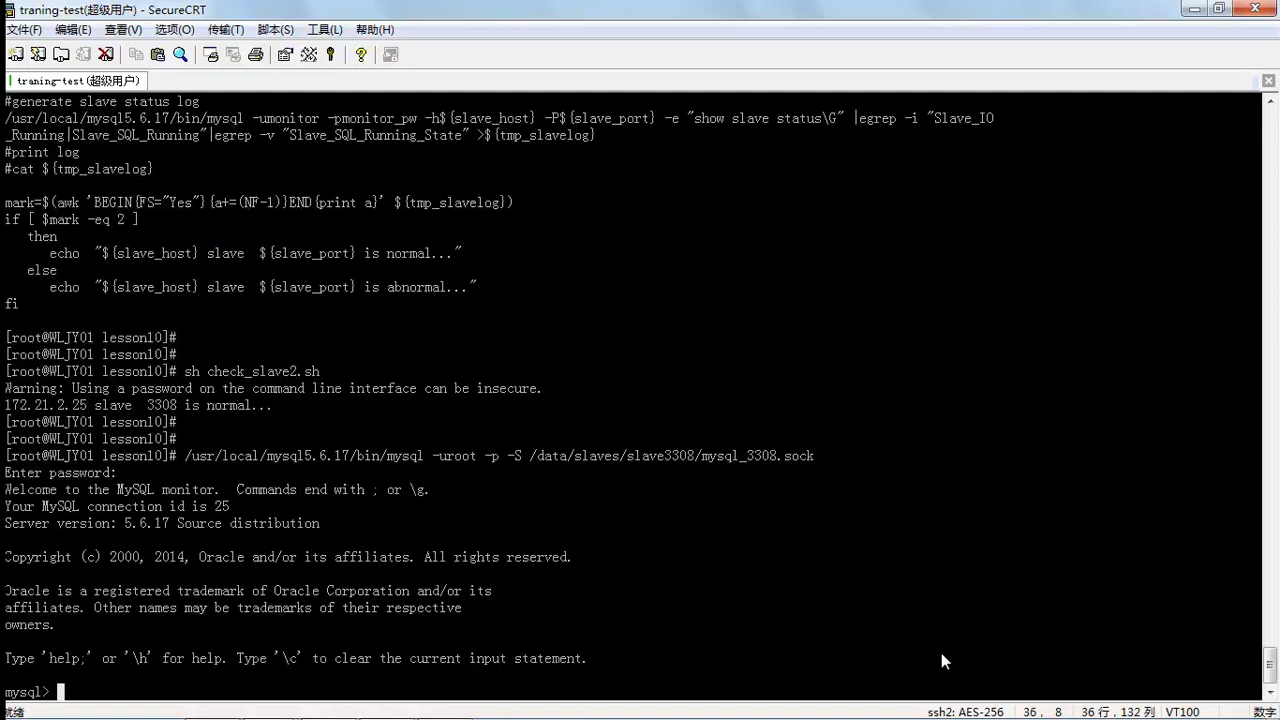 traning-test(超级用户) - SecureCRT
文件(F) 编辑(E) 查看(V) 选项(O) 传输(T) 脚本(S) 工具(L) 帮助(H)
traning-test(超级用户)
#generate slave status log
/usr/local/mysql5.6.17/bin/mysql -umonitor -pmonitor_pw -h${slave_host} -P${slave_port} -e "show slave status\G" |egrep -i "Slave_IO
_Running|Slave_SQL_Running"|egrep -v "Slave_SQL_Running_State" >${tmp_slavelog}
#print log
#cat ${tmp_slavelog}
mark=$(awk 'BEGIN{FS="Yes"}{a+=(NF-1)}END{print a}' ${tmp_slavelog})
if [ $mark -eq 2 ]
then
echo "${slave_host} slave ${slave_port} is normal..."
else
echo "${slave_host} slave ${slave_port} is abnormal..."
fi
[root@WLJY01 lesson10]#
[root@WLJY01 lesson10]#
[root@WLJY01 lesson10]# sh check_slave2.sh
Warning: Using a password on the command line interface can be insecure.
172.21.2.25 slave 3308 is normal...
[root@WLJY01 lesson10]#
[root@WLJY01 lesson10]#
[root@WLJY01 lesson10]# /usr/local/mysql5.6.17/bin/mysql -uroot -p -S /data/slaves/slave3308/mysql_3308.sock
Enter password:
Welcome to the MySQL monitor. Commands end with ; or \g.
Your MySQL connection id is 25
Server version: 5.6.17 Source distribution
Copyright (c) 2000, 2014, Oracle and/or its affiliates. All rights reserved.
Oracle is a registered trademark of Oracle Corporation and/or its
affiliates. Other names may be trademarks of their respective
owners.
Type 'help;' or '\h' for help. Type '\c' to clear the current input statement.
mysql>
就绪 ssh2: AES-256 36, 8 36 行, 132 列 VT100 数字